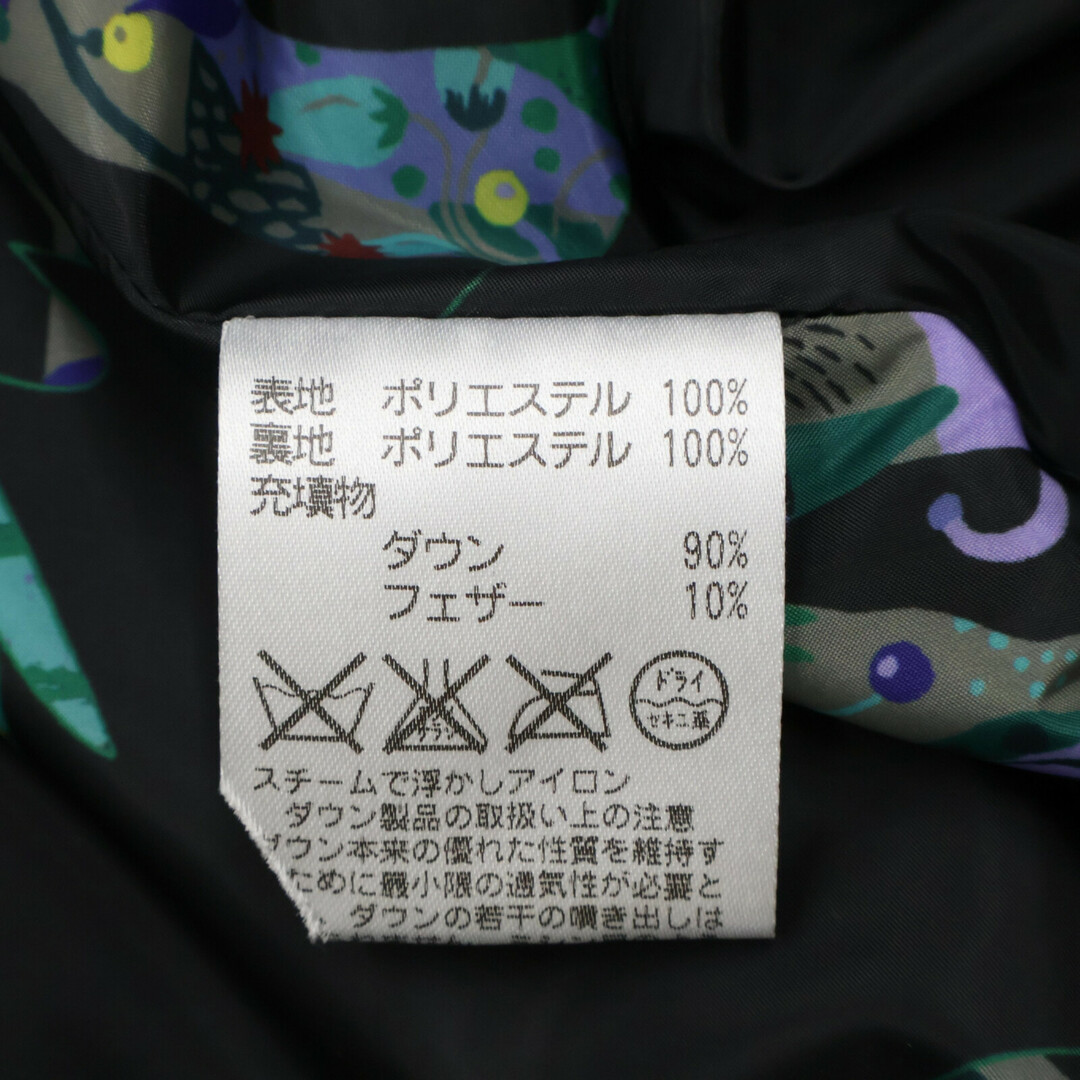 表地 ポリエステル 100%
裏地 ポリエステル 100%
充填物
ダウン 90%
フェザー 10%
ドライ
セキユ系
スチームで浮かしアイロン
ダウン製品の取扱い上の注意
ダウン本来の優れた性質を維持す
ために最小限の通気性が必要と
、ダウンの若干の噴き出しは